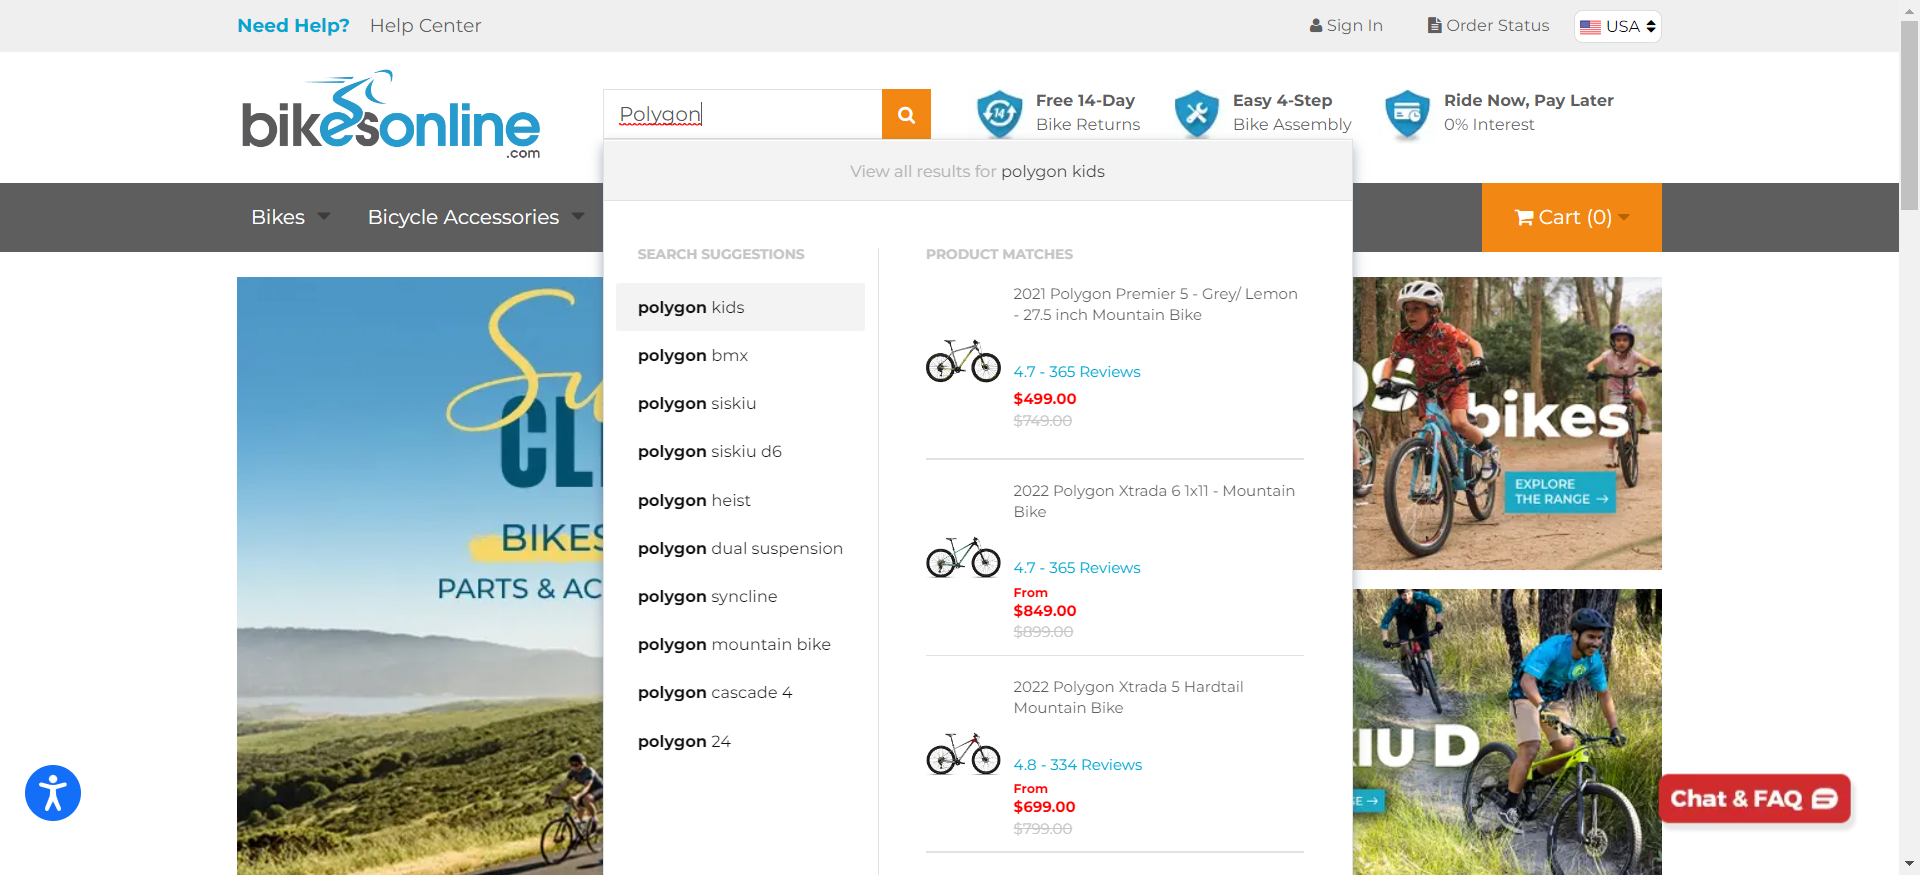 Need Help? Help Center
Sign In Order Status USA
bikesonline
.com
Polygon
Free 14-Day
Bike Returns
14
Easy 4-Step
Bike Assembly
Ride Now, Pay Later
0% Interest
Bikes Bicycle Accessories
Cart (0)
View all results for polygon kids
SEARCH SUGGESTIONS
polygon kids
polygon bmx
polygon siskiu
polygon siskiu d6
polygon heist
polygon dual suspension
polygon syncline
polygon mountain bike
polygon cascade 4
polygon 24
PRODUCT MATCHES
2021 Polygon Premier 5 - Grey/ Lemon
- 27.5 inch Mountain Bike
4.7 - 365 Reviews
$499.00
$749.00
2022 Polygon Xtrada 6 1x11 - Mountain
Bike
4.7 - 365 Reviews
From
$849.00
$899.00
2022 Polygon Xtrada 5 Hardtail
Mountain Bike
4.8 - 334 Reviews
From
$699.00
$799.00
BIKES
PARTS & AC
bikes
EXPLORE
THE RANGE →
IU D
GE →
Chat & FAQ